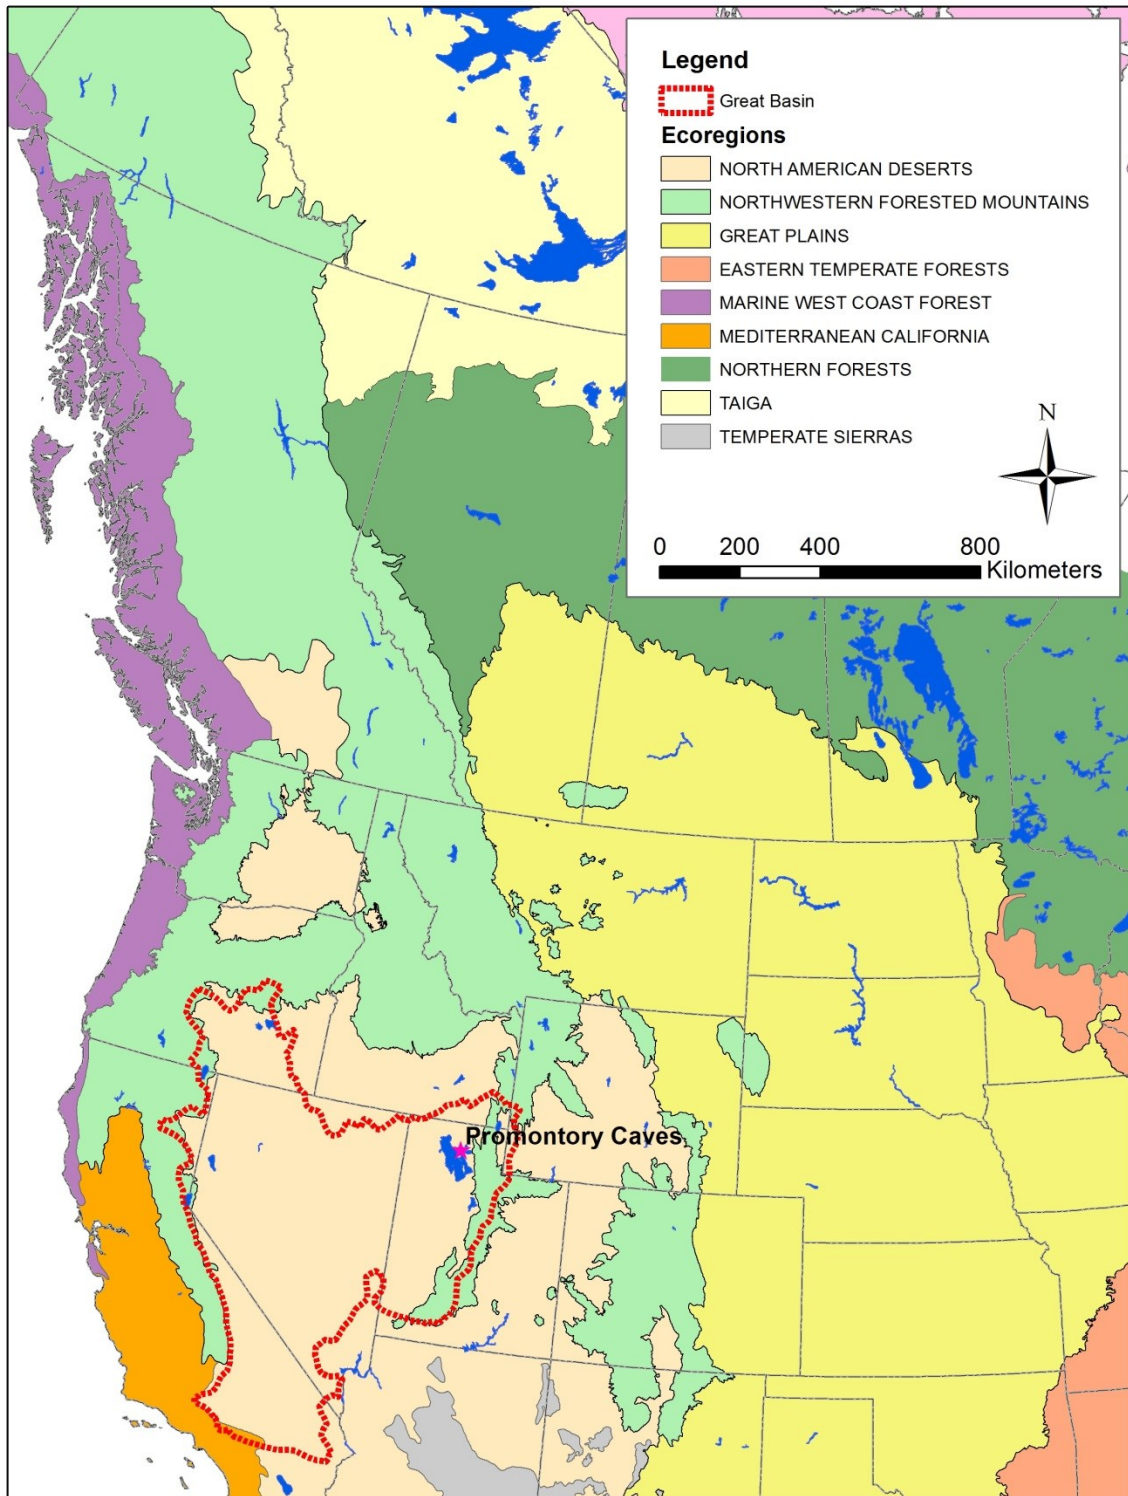 Legend
Great Basin
Ecoregions
NORTH AMERICAN DESERTS
NORTHWESTERN FORESTED MOUNTAINS
GREAT PLAINS
EASTERN TEMPERATE FORESTS
MARINE WEST COAST FOREST
MEDITERRANEAN CALIFORNIA
NORTHERN FORESTS
TAIGA
TEMPERATE SIERRAS
N
0 200 400 800
Kilometers
Promontory Caves